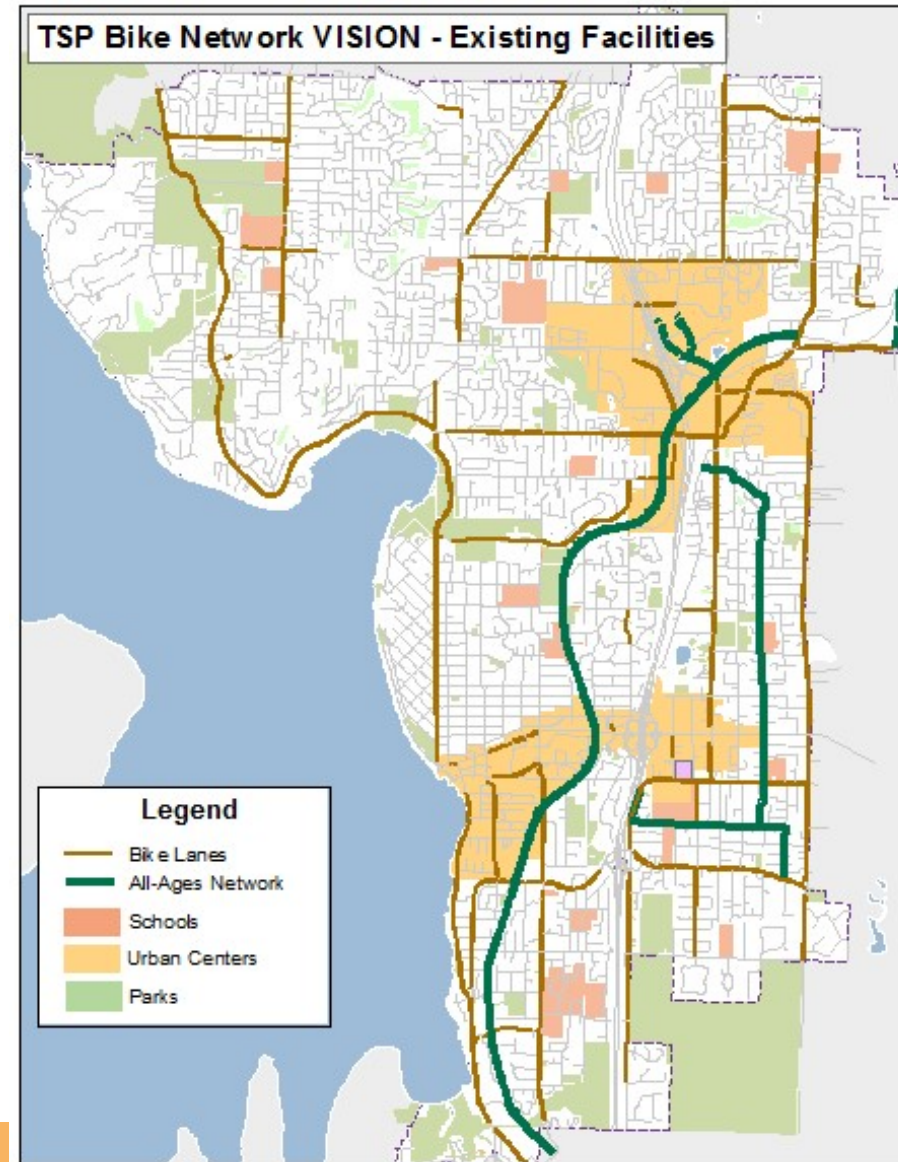 TSP Bike Network VISION - Existing Facilities
Legend
Bike Lanes
All-Ages Network
Schools
Urban Centers
Parks